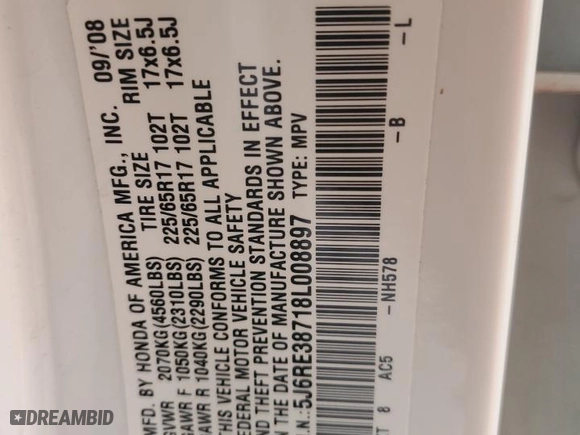 MFD. BY HONDA OF AMERICA MFG., INC. 09/'08
GVWR 2070KG(4560LBS) TIRE SIZE RIM SIZE
GAWR F 1050KG(2310LBS) 225/65R17 102T 17x6.5J
GAWR R 1040KG(2290LBS) 225/65R17 102T 17x6.5J
THIS VEHICLE CONFORMS TO ALL APPLICABLE
FEDERAL MOTOR VEHICLE SAFETY
AND THEFT PREVENTION STANDARDS IN EFFECT
ON THE DATE OF MANUFACTURE SHOWN ABOVE.
5J6RE38718L008897 TYPE: MPV
8 AC5 -NH578 -B -L
DREAMBID